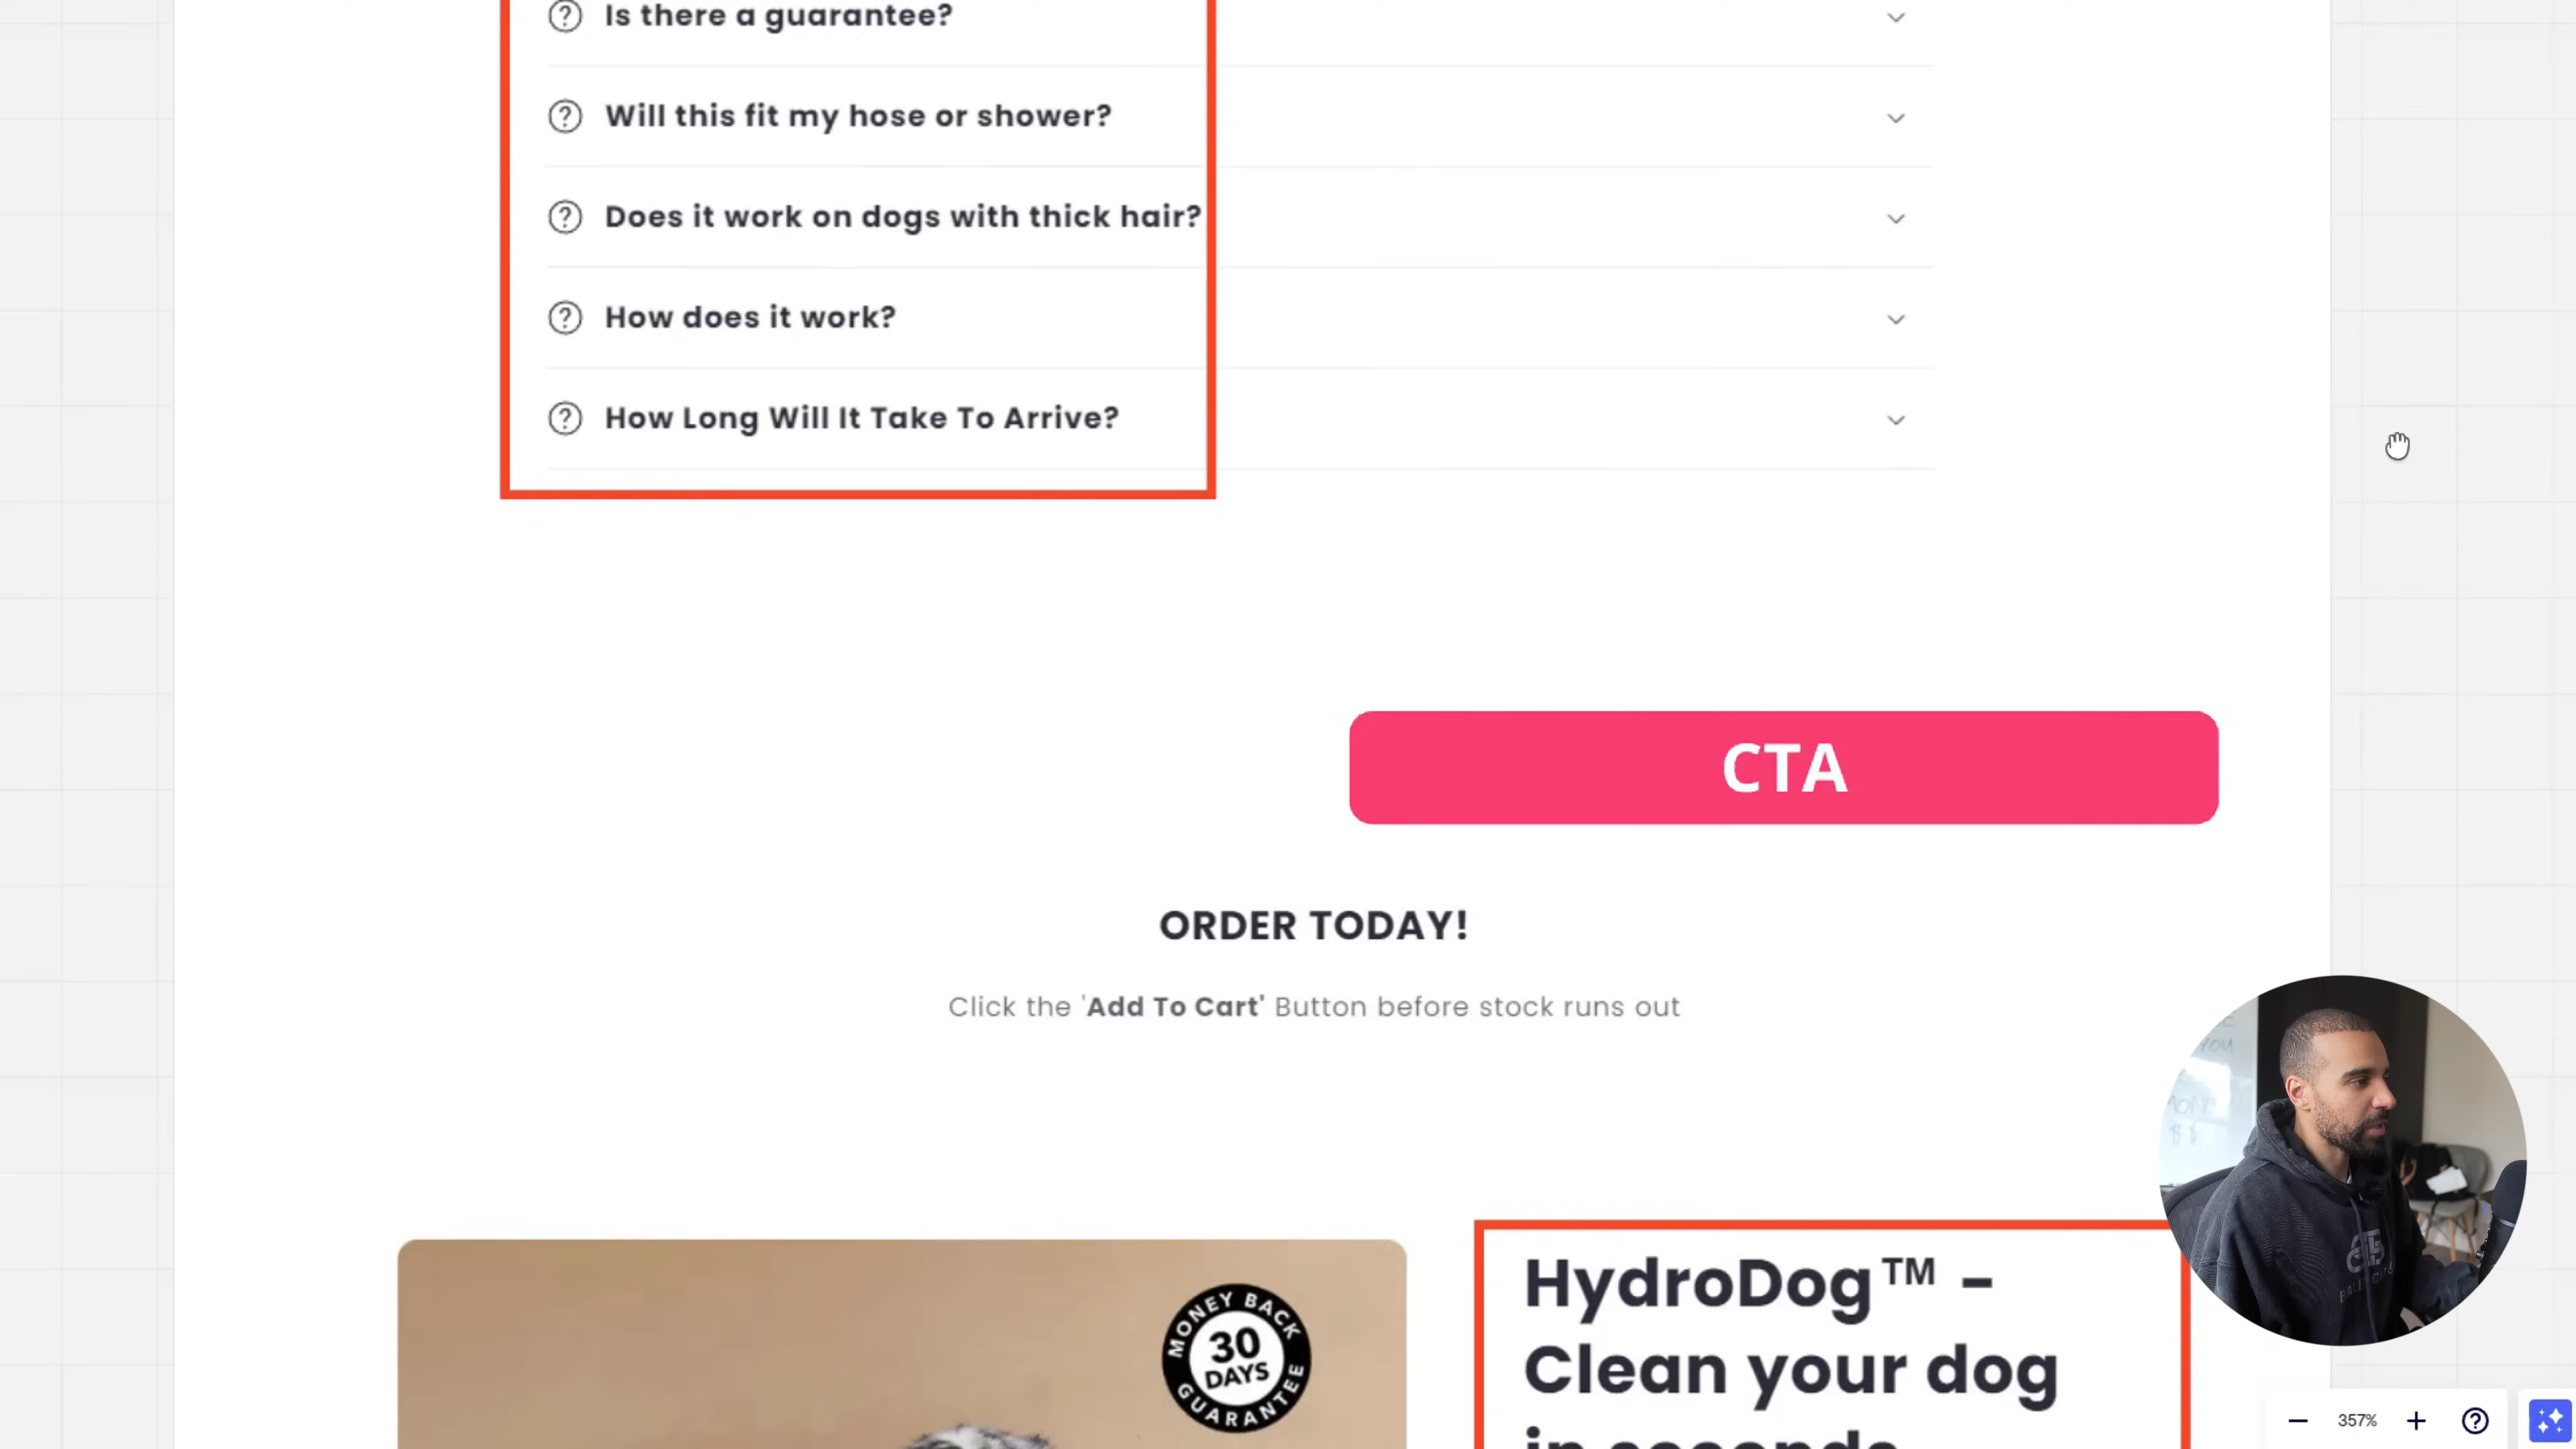 Is there a guarantee?
Will this fit my hose or shower?
Does it work on dogs with thick hair?
How does it work?
How Long Will It Take To Arrive?
CTA
ORDER TODAY!
Click the 'Add To Cart' Button before stock runs out
MONEY BACK
30
DAYS
GUARANTEE
HydroDog™ -
Clean your dog
in seconds
357%